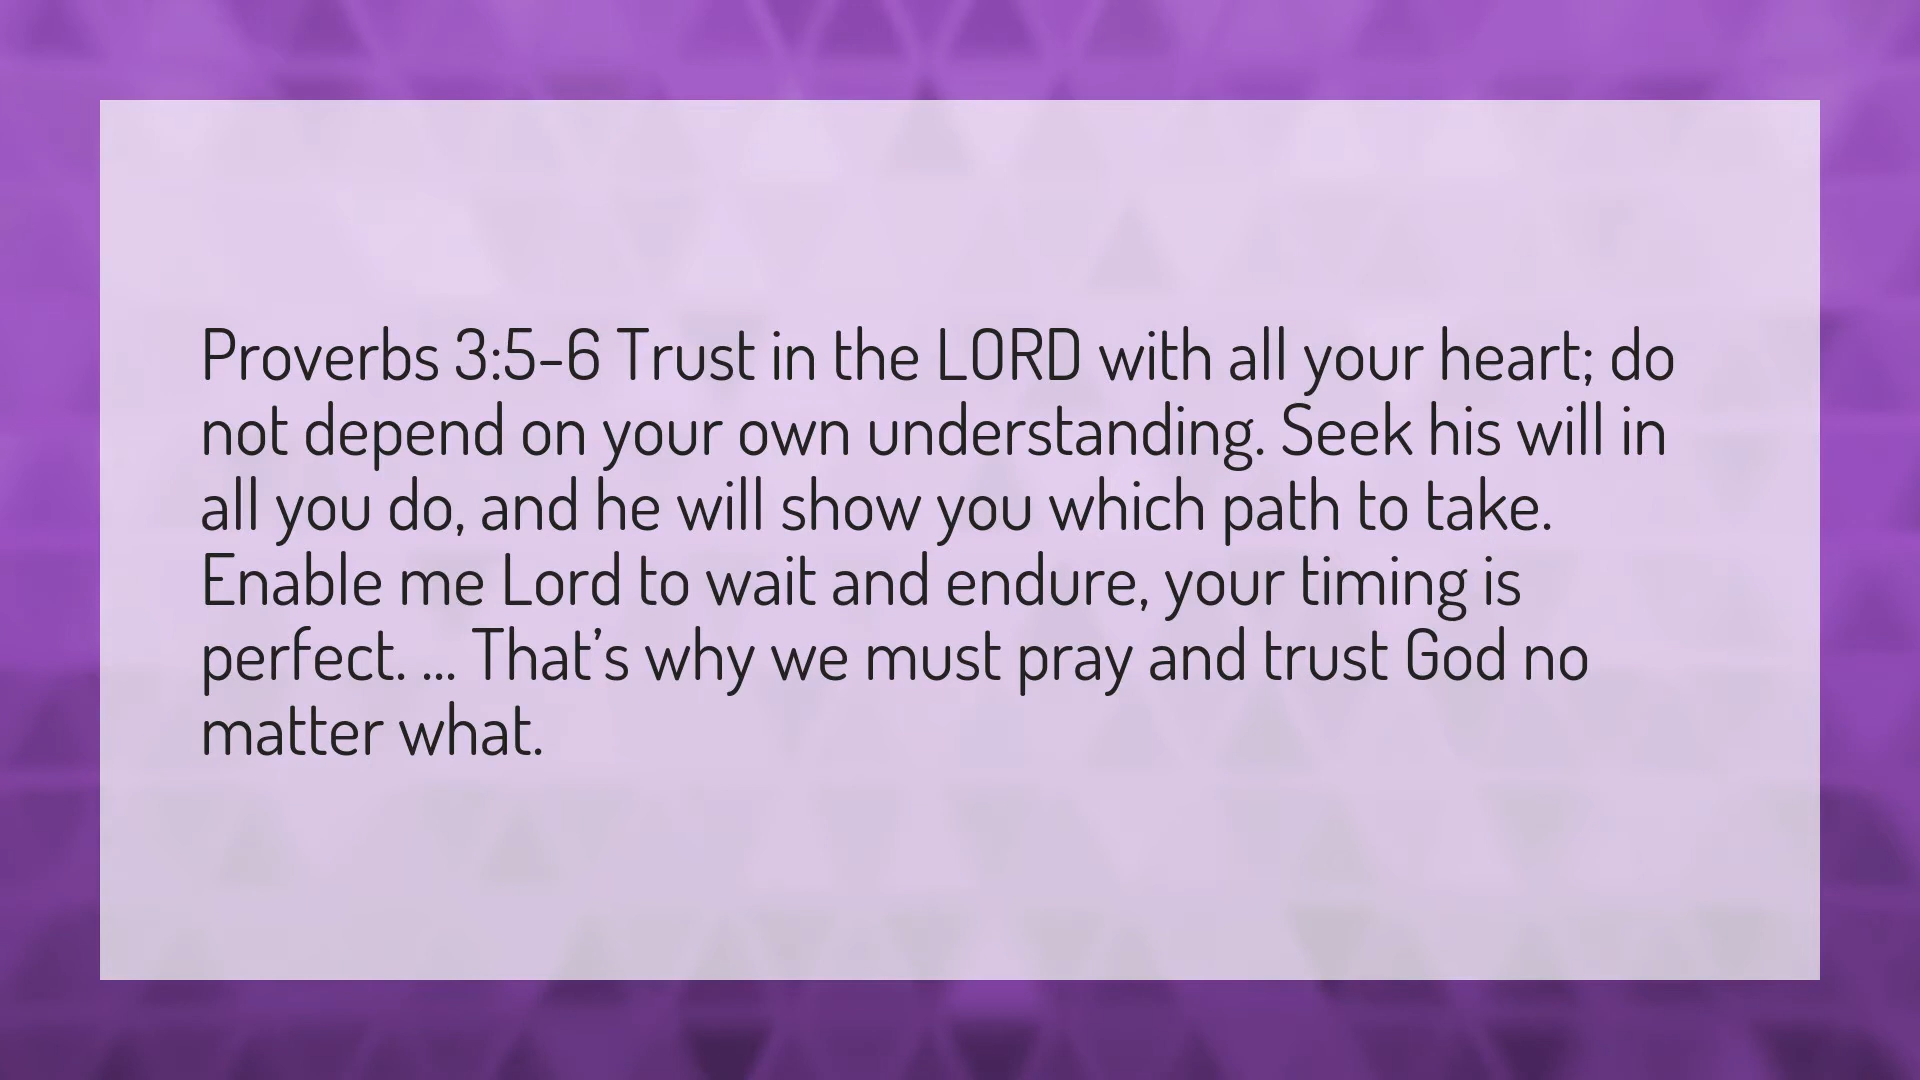 Proverbs 3:5-6 Trust in the LORD with all your heart; do
not depend on your own understanding. Seek his will in
all you do, and he will show you which path to take.
Enable me Lord to wait and endure, your timing is
perfect. ... That’s why we must pray and trust God no
matter what.